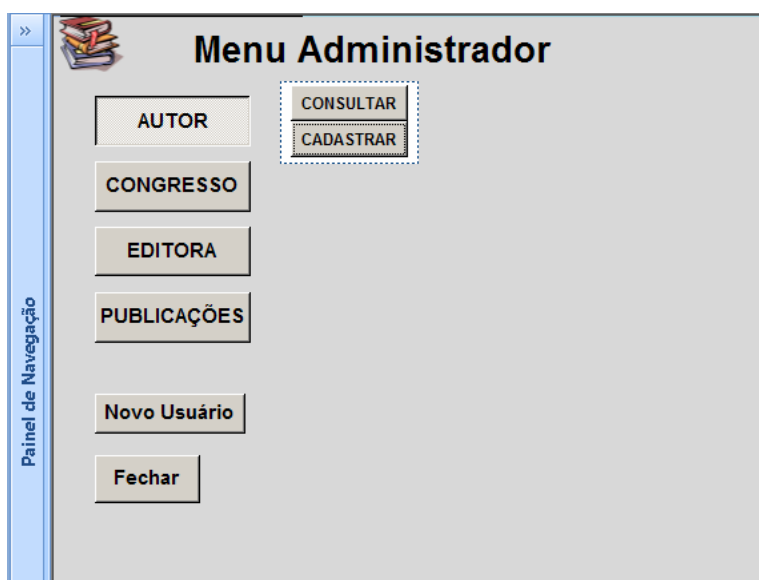 »
Menu Administrador
AUTOR
CONSULTAR
CADASTRAR
CONGRESSO
EDITORA
PUBLICAÇÕES
Novo Usuário
Fechar
Painel de Navegação